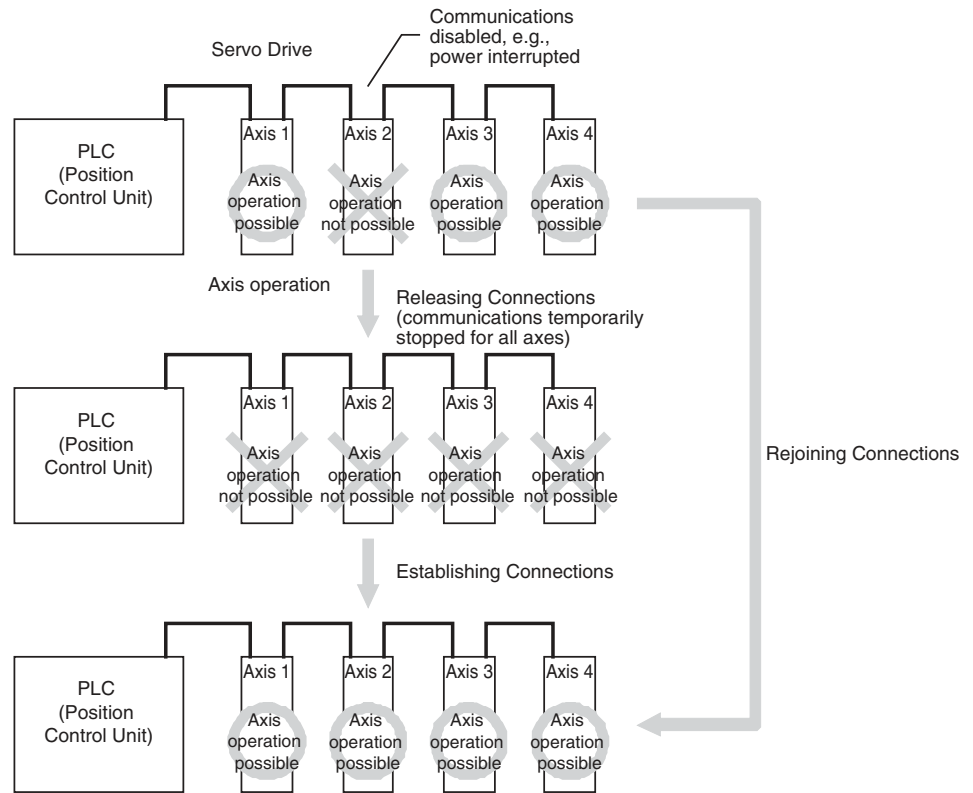 Communications
disabled, e.g.,
power interrupted
Servo Drive
PLC
(Position
Control Unit)
Axis 1
Axis
operation
possible
Axis 2
Axis
operation
not possible
Axis 3
Axis
operation
possible
Axis 4
Axis
operation
possible
Axis operation
Releasing Connections
(communications temporarily
stopped for all axes)
PLC
(Position
Control Unit)
Axis 1
Axis
operation
not possible
Axis 2
Axis
operation
not possible
Axis 3
Axis
operation
not possible
Axis 4
Axis
operation
not possible
Rejoining Connections
Establishing Connections
PLC
(Position
Control Unit)
Axis 1
Axis
operation
possible
Axis 2
Axis
operation
possible
Axis 3
Axis
operation
possible
Axis 4
Axis
operation
possible